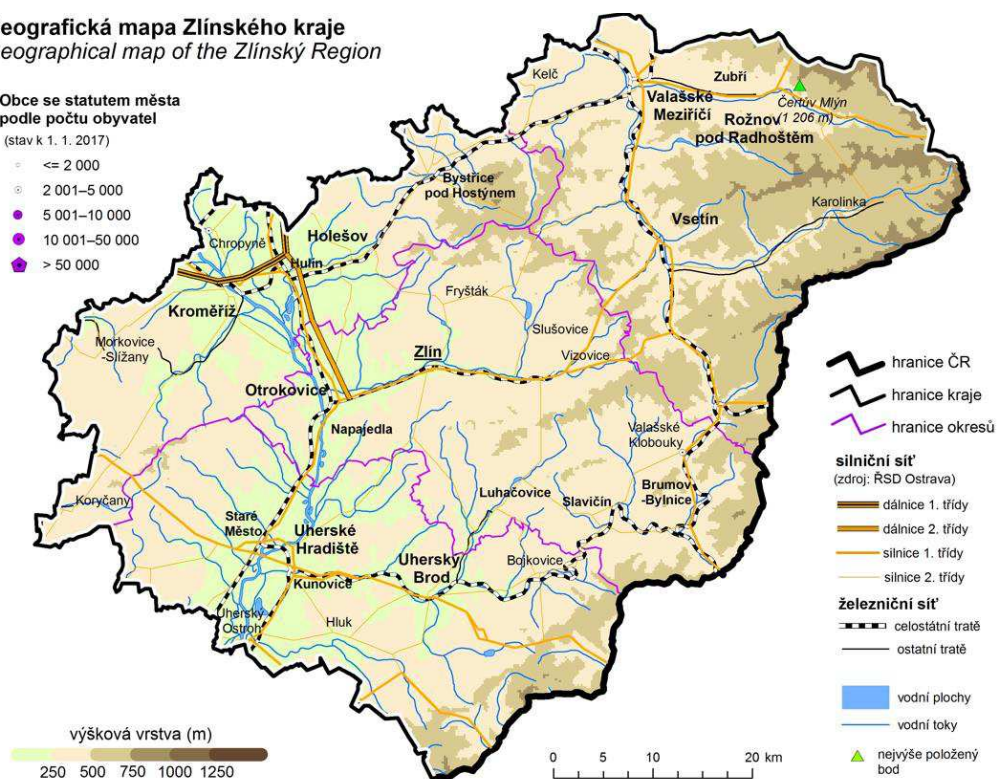 eografická mapa Zlínského kraje
eographical map of the Zlínský Region
Obce se statutem města
podle počtu obyvatel
(stav k 1. 1. 2017)
<= 2 000
2 001–5 000
5 001–10 000
10 001–50 000
> 50 000
Kelč
Zubří
Valašské
Meziříčí
Čertův Mlýn
(1 206 m)
Rožnov
pod Radhoštěm
Bystřice
pod Hostýnem
Karolinka
Vsetín
Chropyně
Holešov
Hulín
Fryšták
Kroměříž
Slušovice
Morkovice
-Slížany
Zlín
Vizovice
Otrokovice
Napajedla
Valašské
Klobouky
Koryčany
Luhačovice
Slavičín
Brumov
-Bylnice
Staré
Město
Uherské
Hradiště
Uherský
Brod
Bojkovice
Kunovice
Uherský
Ostroh
Hluk
hranice ČR
hranice kraje
hranice okresů
silniční síť
(zdroj: ŘSD Ostrava)
dálnice 1. třídy
dálnice 2. třídy
silnice 1. třídy
silnice 2. třídy
železniční síť
celostátní tratě
ostatní tratě
vodní plochy
vodní toky
nejvýše položený
bod
výšková vrstva (m)
250 500 750 1000 1250
0 5 10 20 km